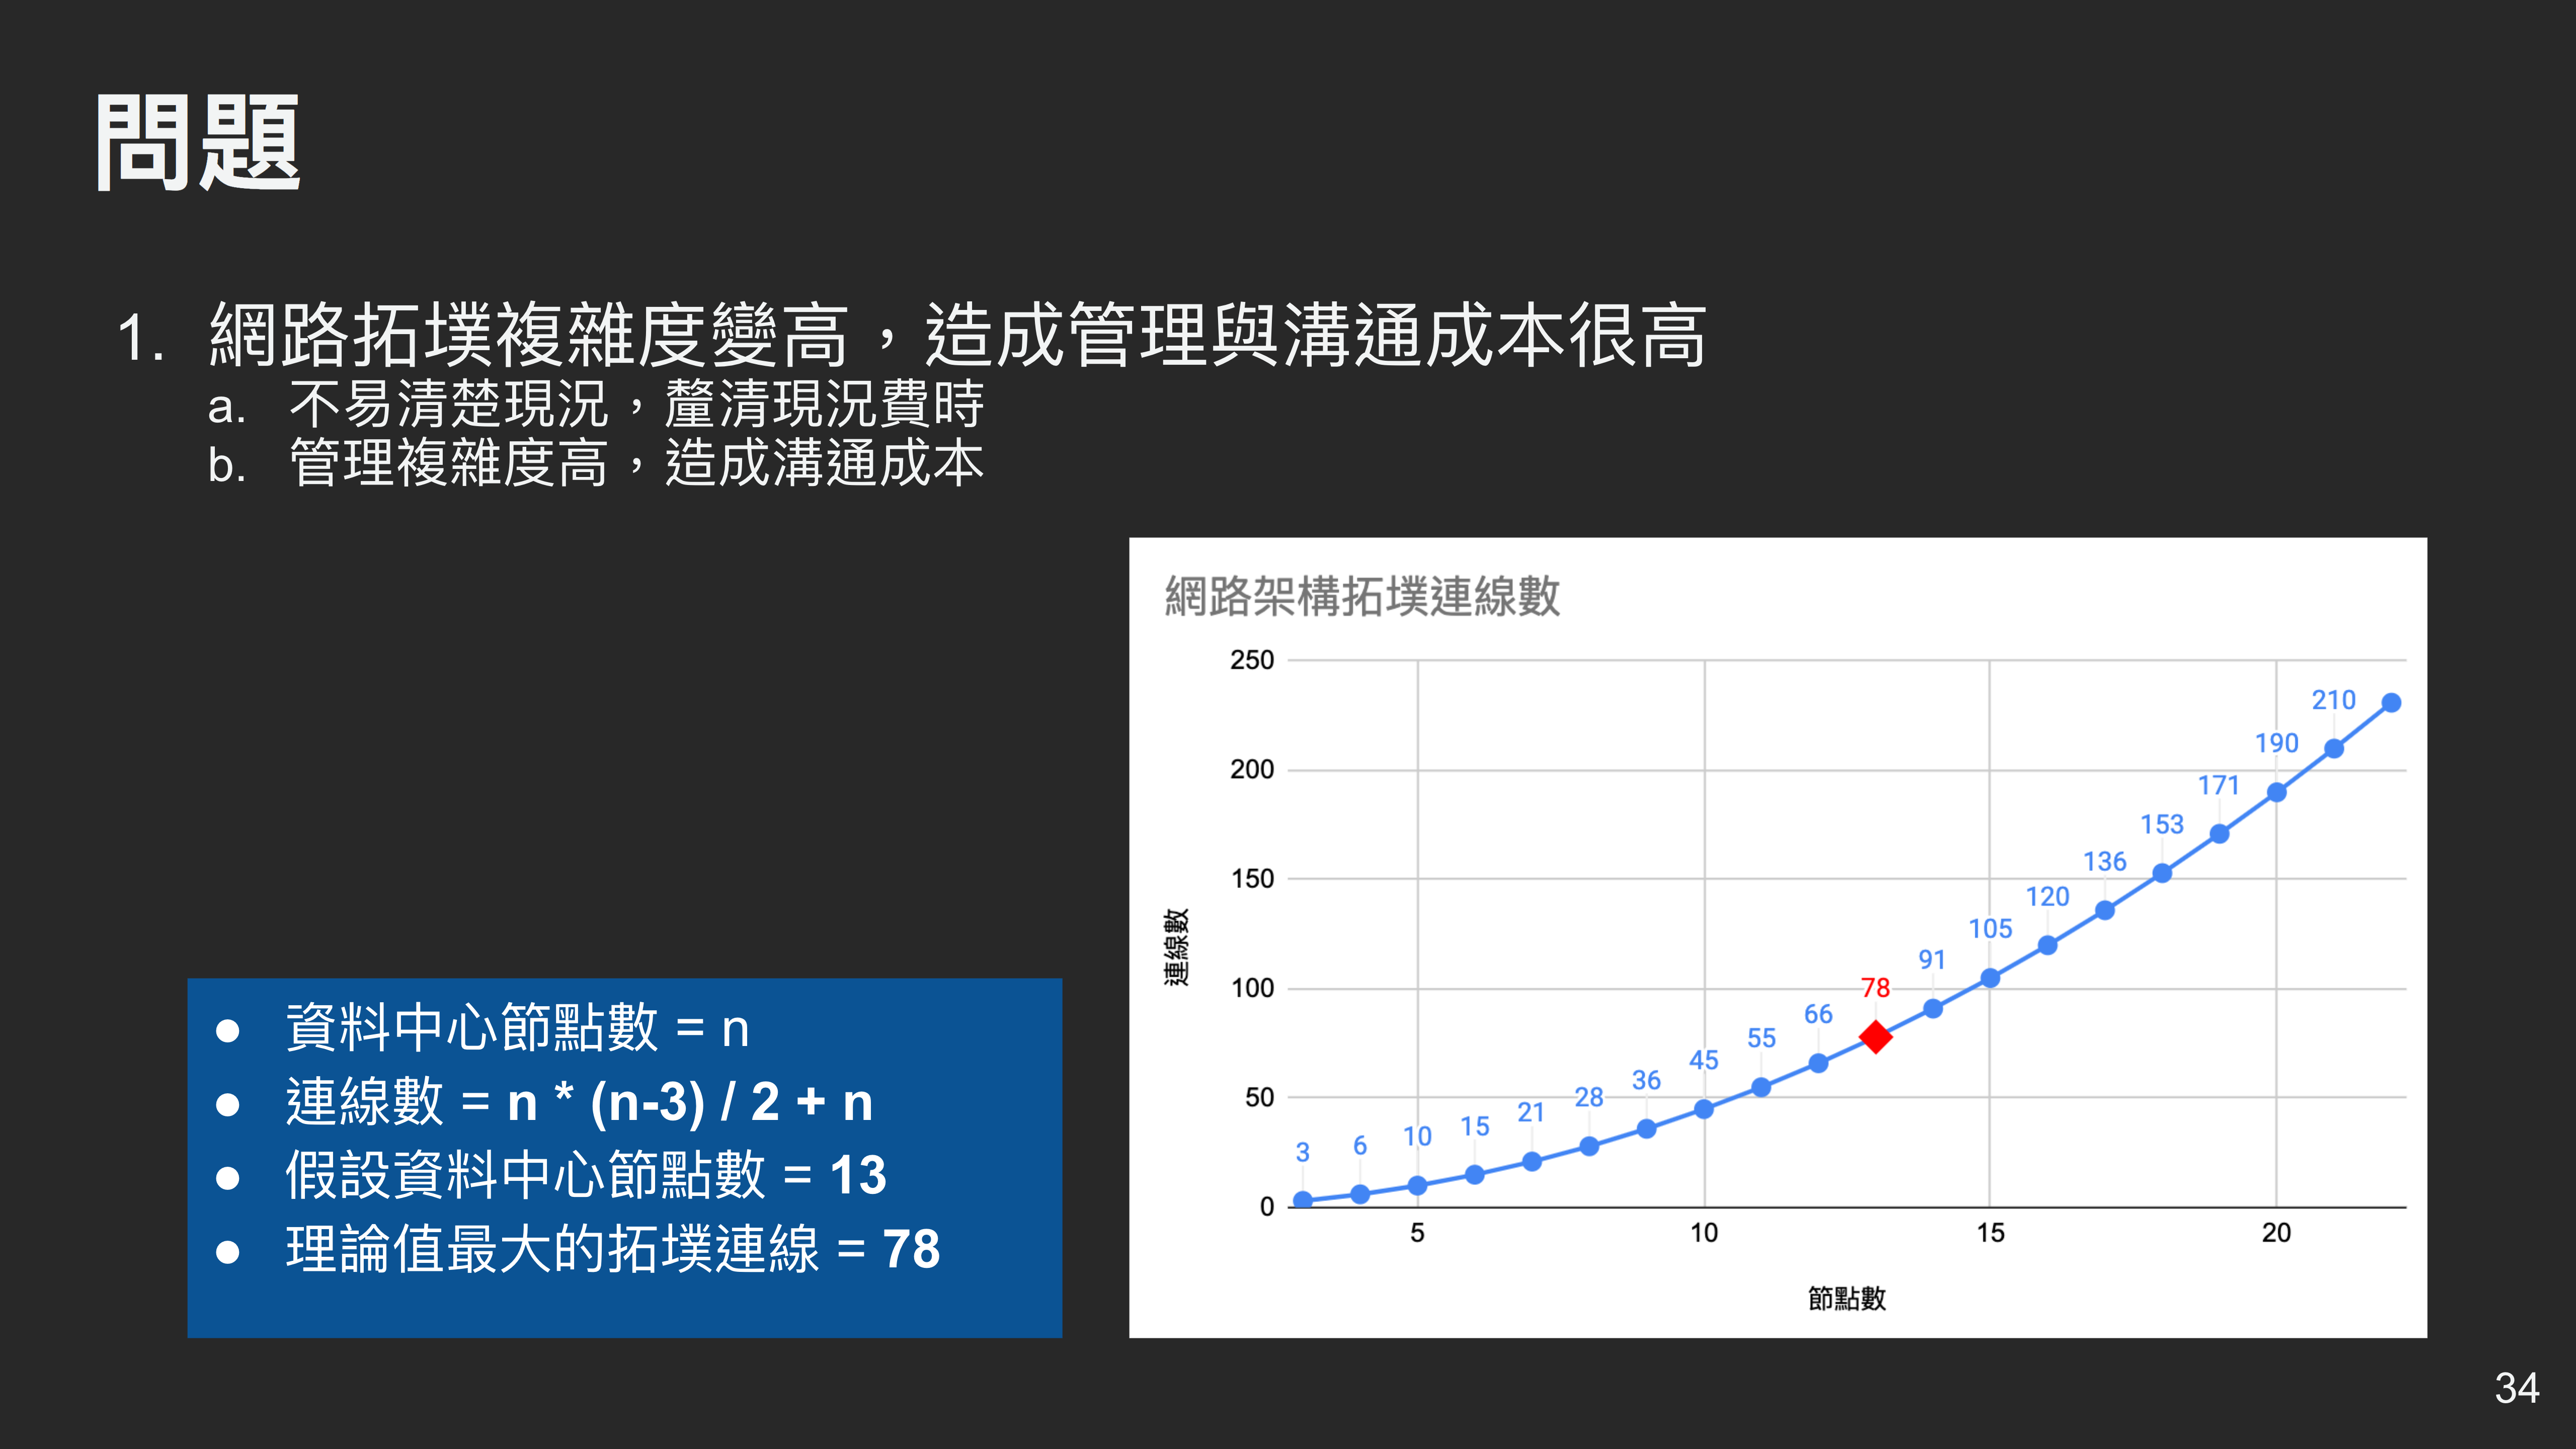 問題
1. 網路拓墣複雜度變高，造成管理與溝通成本很高
a. 不易清楚現況，釐清現況費時
b. 管理複雜度高，造成溝通成本
● 資料中心節點數 = n
● 連線數 = n * (n-3) / 2 + n
● 假設資料中心節點數 = 13
● 理論值最大的拓墣連線 = 78
網路架構拓墣連線數
連線數
250
200
150
100
50
0
3
6
10
15
21
28
36
45
55
66
78
91
105
120
136
153
171
190
210
5
10
15
20
節點數
34